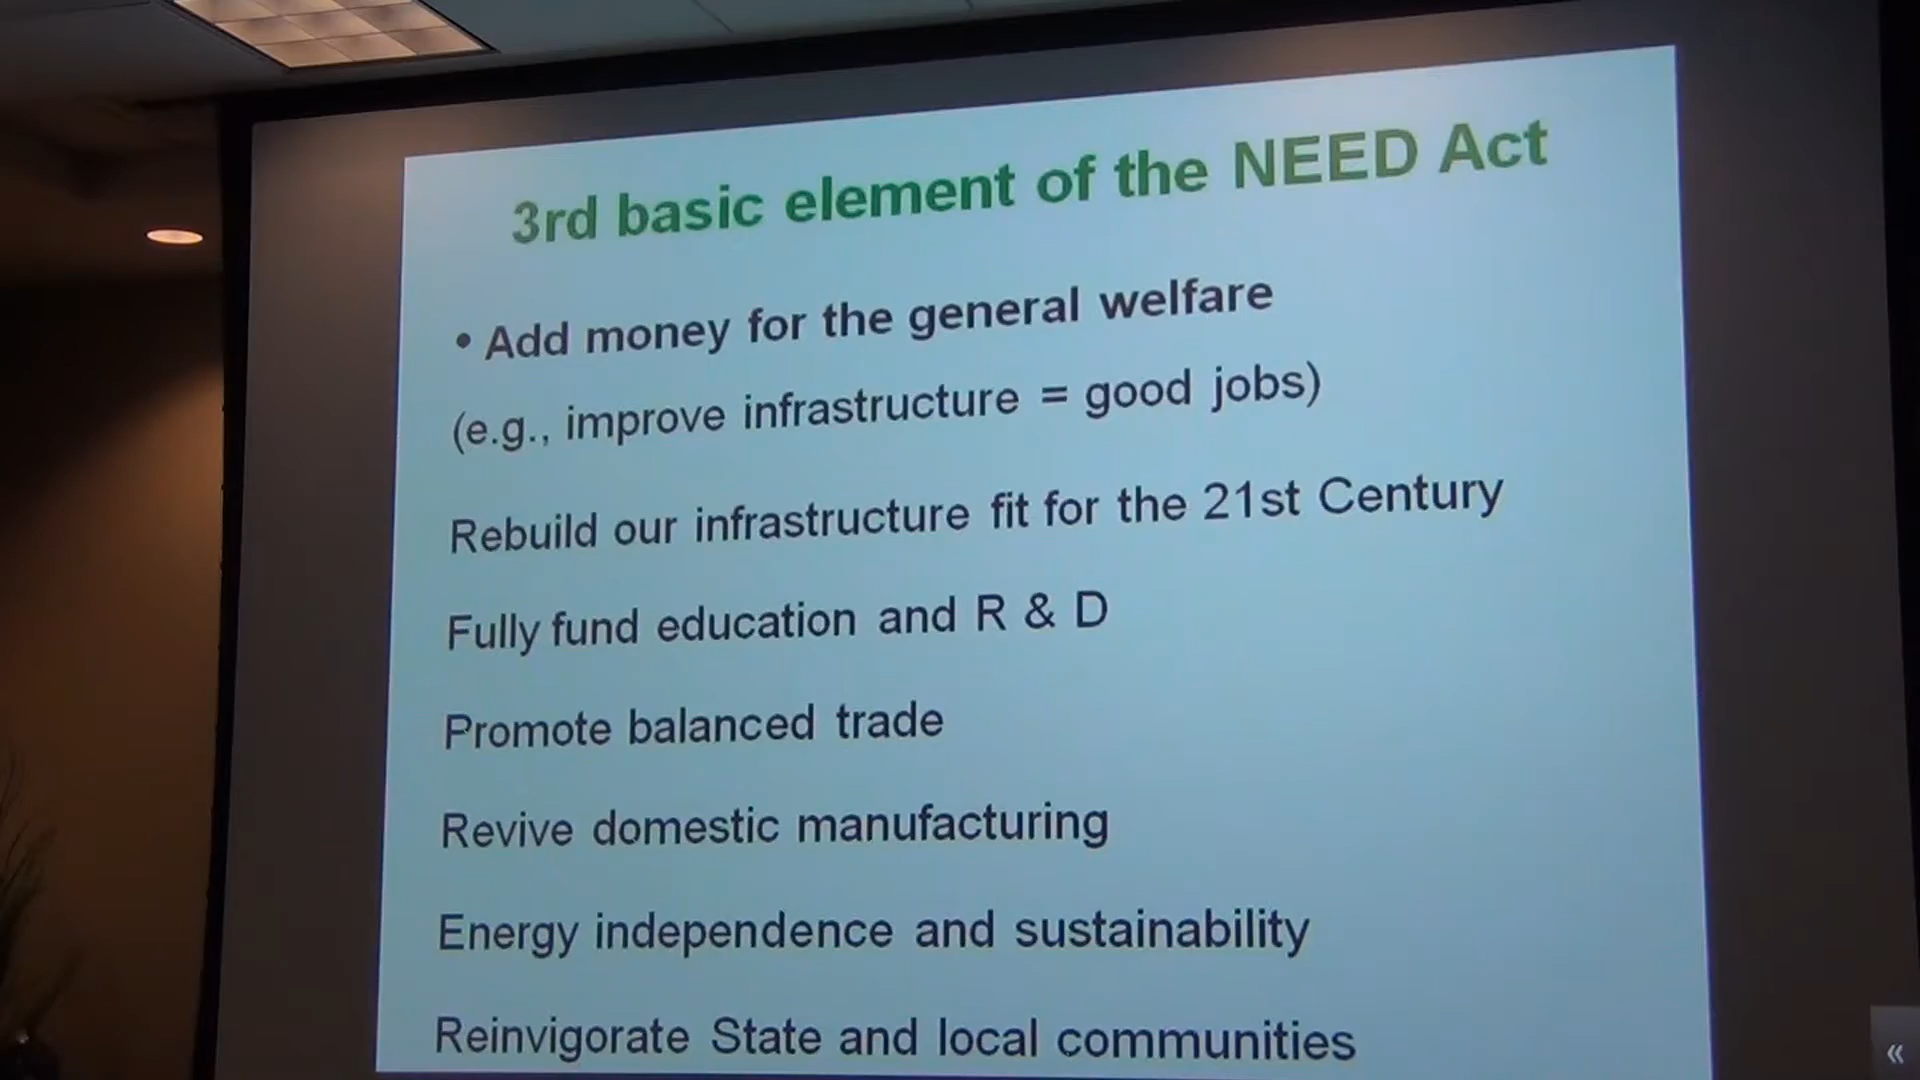 3rd basic element of the NEED Act
• Add money for the general welfare
(e.g., improve infrastructure = good jobs)
Rebuild our infrastructure fit for the 21st Century
Fully fund education and R & D
Promote balanced trade
Revive domestic manufacturing
Energy independence and sustainability
Reinvigorate State and local communities
«